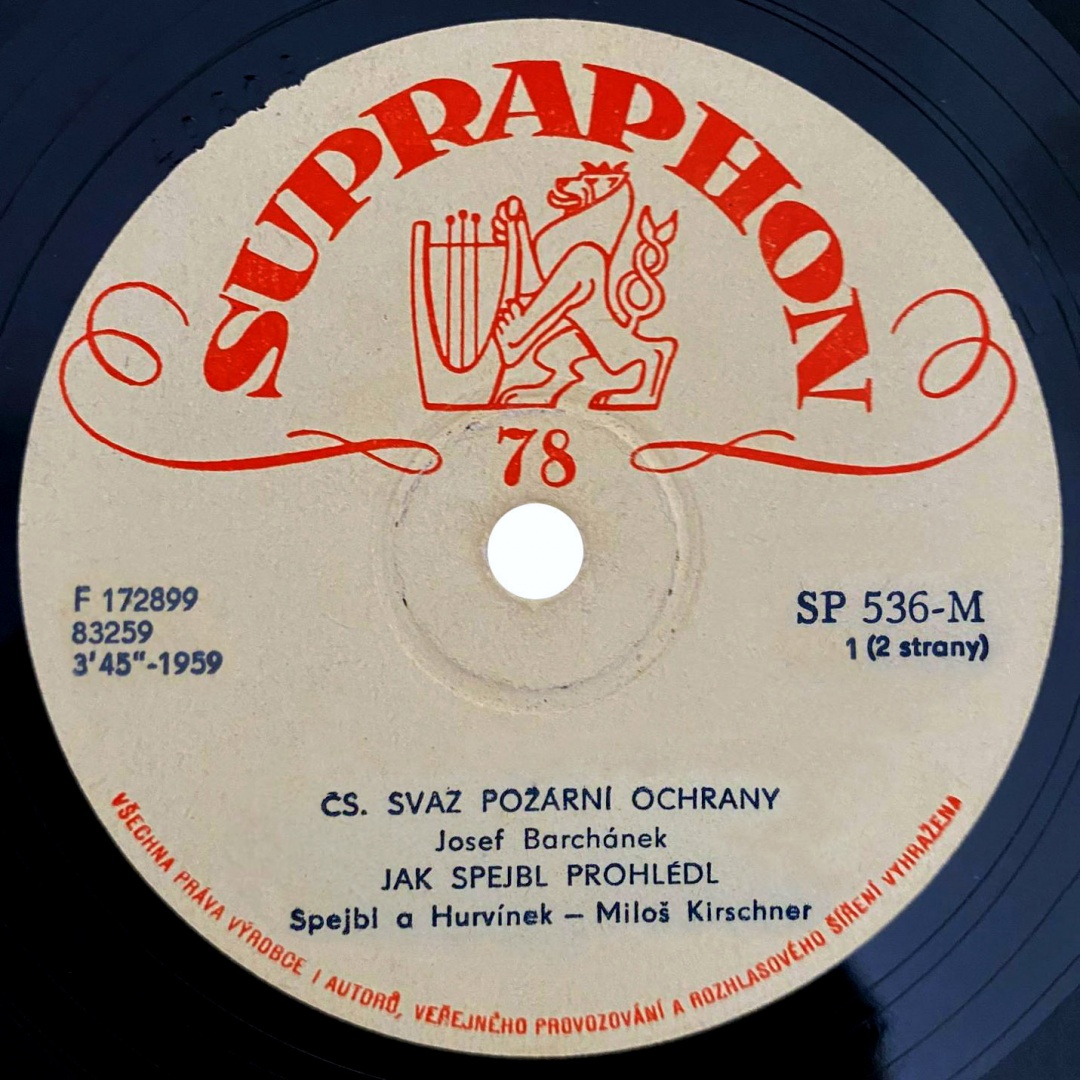 SUPRAPHON
78
F 172899
83259
3'45"-1959
SP 536-M
1 (2 strany)
ČS. SVAZ POŽÁRNÍ OCHRANY
Josef Barchánek
JAK SPEJBL PROHLÉDL
Spejbl a Hurvínek – Miloš Kirschner
VŠECHNA PRÁVA VÝROBCE I AUTORŮ, VEŘEJNÉHO PROVOZOVÁNÍ A ROZHLASOVÉHO ŠÍŘENÍ VYHRAŽENA